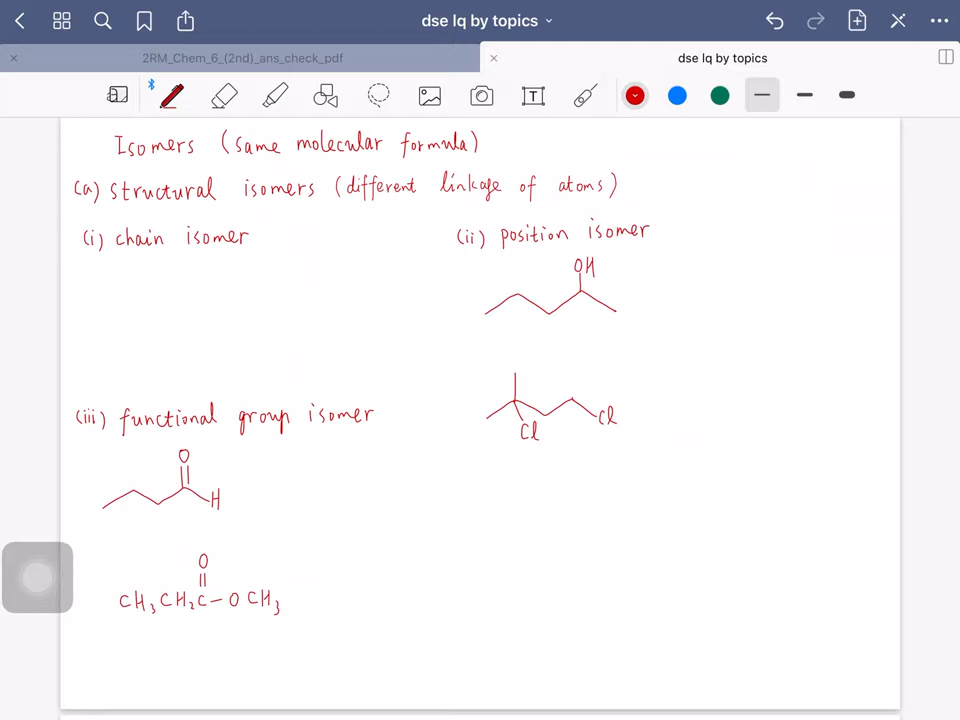 dse lq by topics
2RM_Chem_6_(2nd)_ans_check_pdf
dse lq by topics
T
Isomers (same molecular formula)
(a) structural isomers (different linkage of atoms)
(i) chain isomer
(ii) position isomer
OH
Cl
Cl
(iii) functional group isomer
O
H
O
CH3CH2C-OCH3